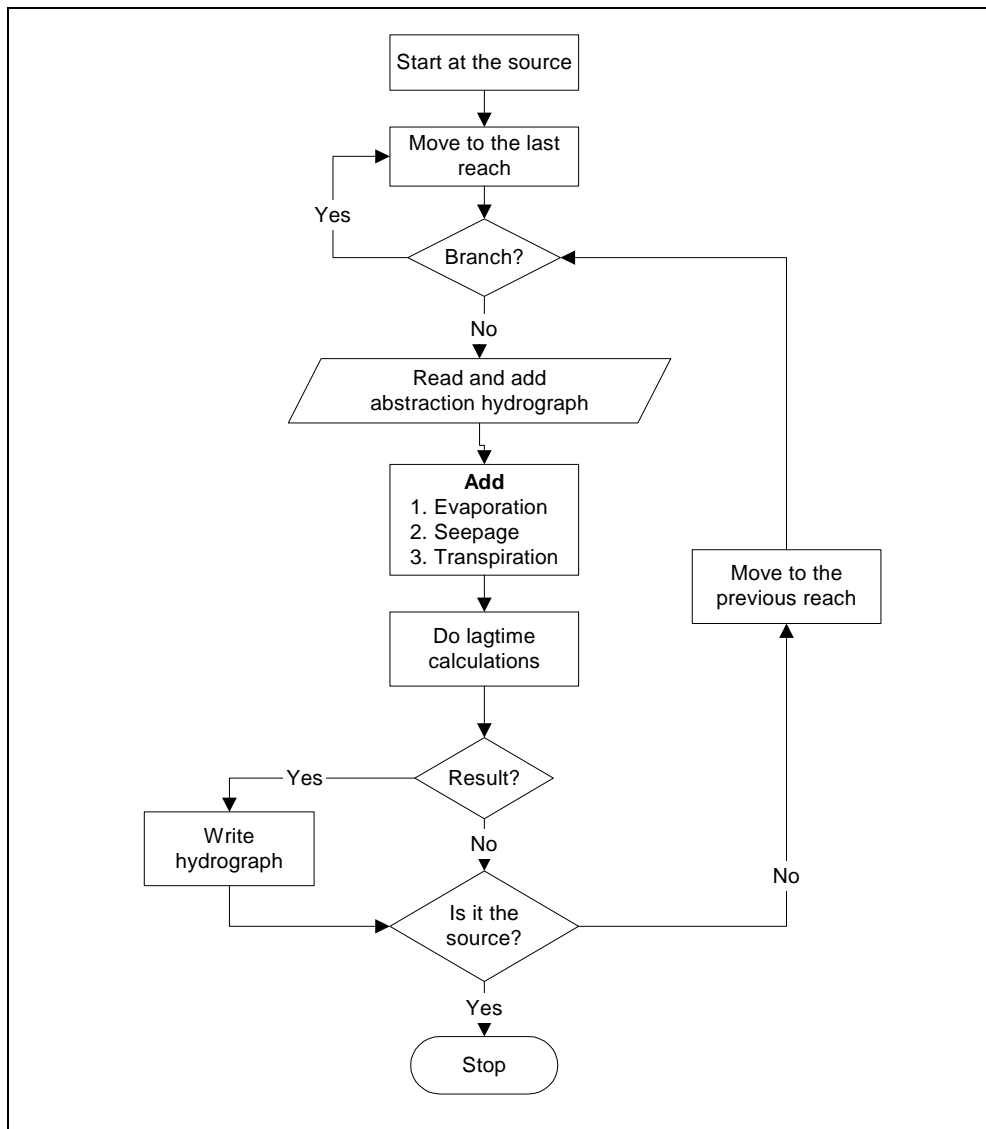 Start at the source
Move to the last
reach
Yes
Branch?
No
Read and add
abstraction hydrograph
Add
1. Evaporation
2. Seepage
3. Transpiration
Move to the
previous reach
Do lagtime
calculations
Yes
Result?
Write
hydrograph
No
No
Is it the
source?
Yes
Stop